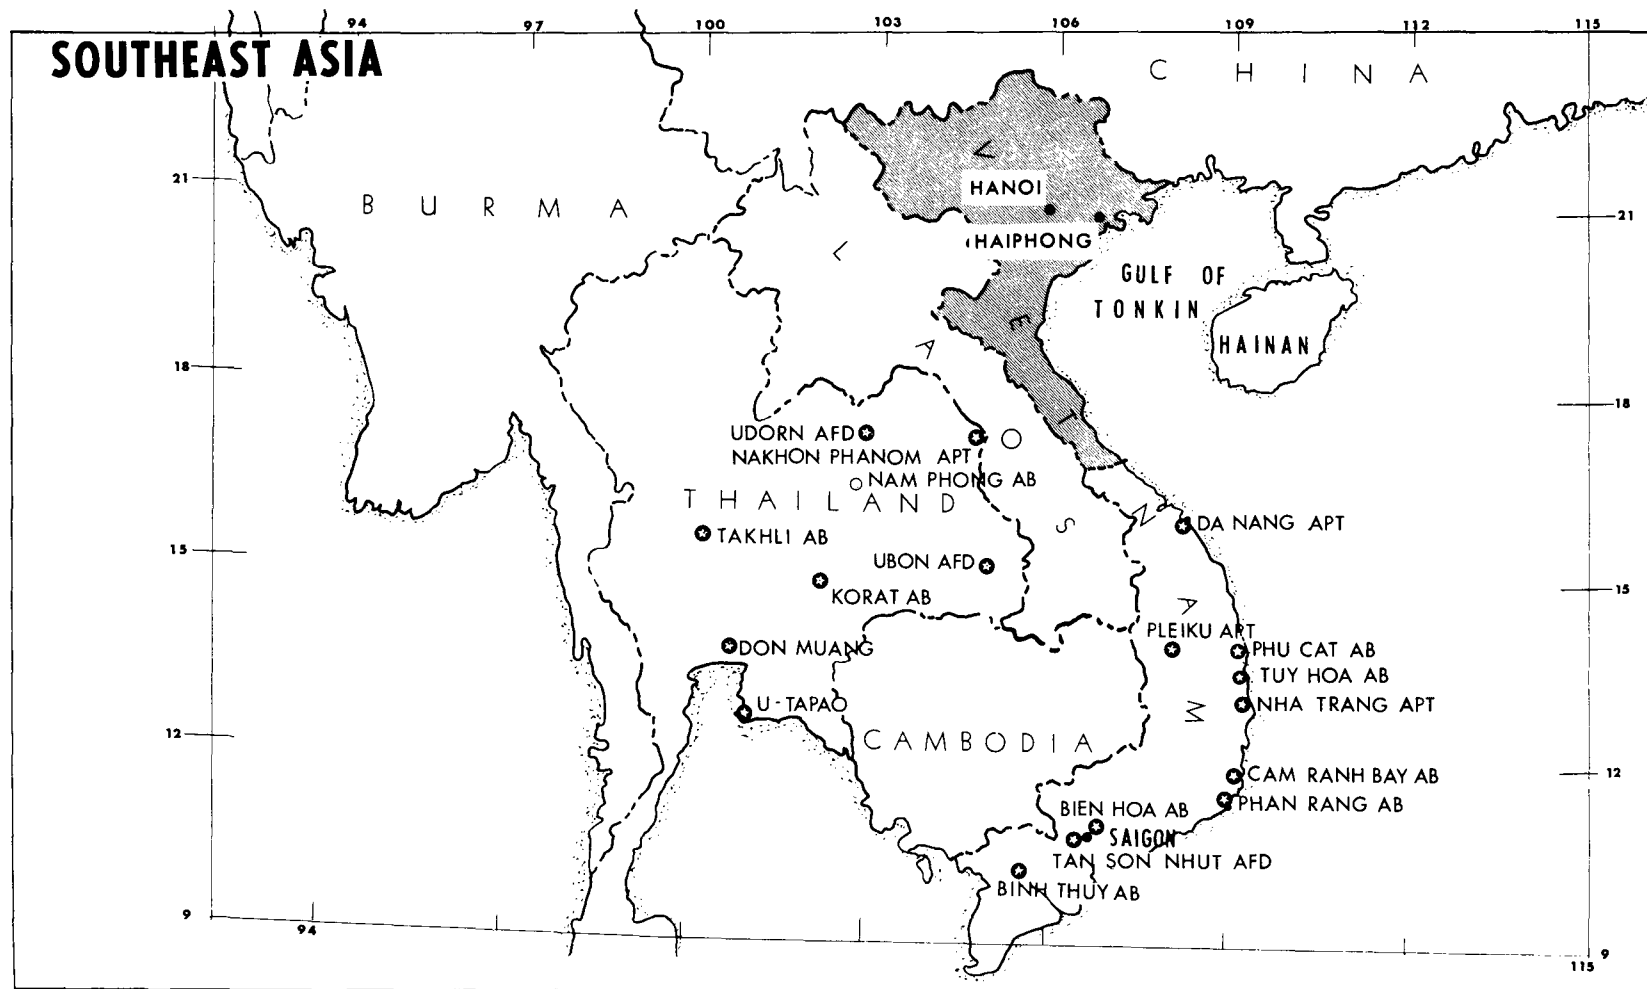 94 97 100 103 106 109 112 115
SOUTHEAST ASIA
CHINA
V
21
HANOI
BURMA
21
HAIPHONG
L
GULF OF
TONKIN
E
HAINAN
A
18
18
T
UDORN AFD
O
NAKHON PHANOM APT
NAM PHONG AB
THAILAND
N
S
DA NANG APT
TAKHLI AB
15
UBON AFD
15
KORAT AB
A
PLEIKU APT
DON MUANG
PHU CAT AB
TUY HOA AB
U-TAPAO
NHA TRANG APT
M
12
CAMBODIA
12
CAM RANH BAY AB
PHAN RANG AB
BIEN HOA AB
SAIGON
TAN SON NHUT AFD
BINH THUY AB
9
94
9
115